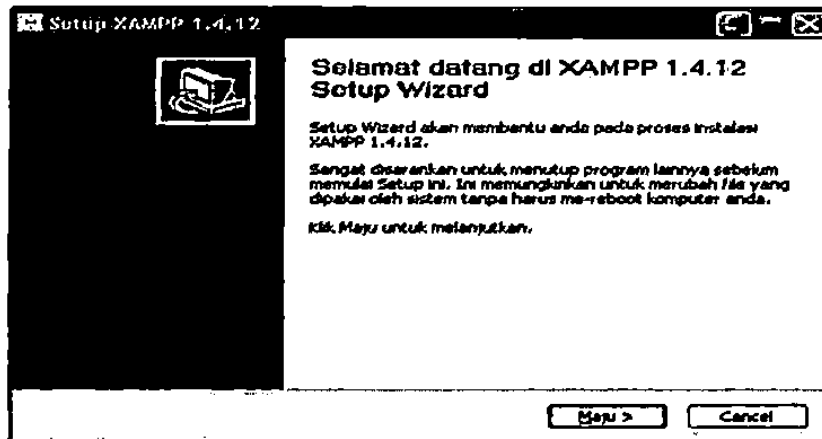 Setup XAMPP 1.4.12
Selamat datang di XAMPP 1.4.12
Setup Wizard
Setup Wizard akan membantu anda pada proses instalasi
XAMPP 1.4.12.
Sangat disarankan untuk menutup program lainnya sebelum
memulai Setup ini. Ini memungkinkan untuk merubah file yang
dipakai oleh sistem tanpa harus me-reboot komputer anda.
Klik Maju untuk melanjutkan.
Maju > Cancel